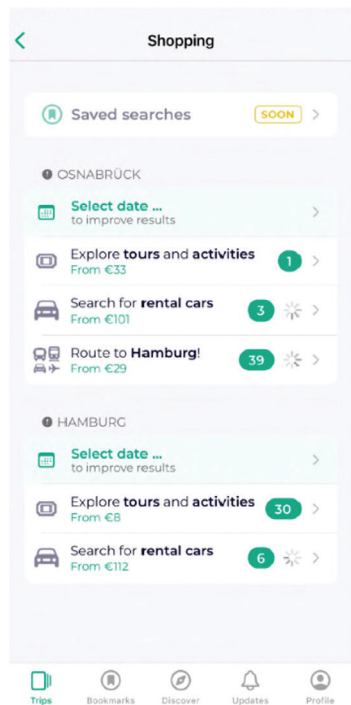 Shopping
Saved searches SOON
OSNABRÜCK
Select date ...
to improve results
Explore tours and activities 1
From €33
Search for rental cars 3
From €101
Route to Hamburg! 39
From €29
HAMBURG
Select date ...
to improve results
Explore tours and activities 30
From €8
Search for rental cars 6
From €112
Trips Bookmarks Discover Updates Profile